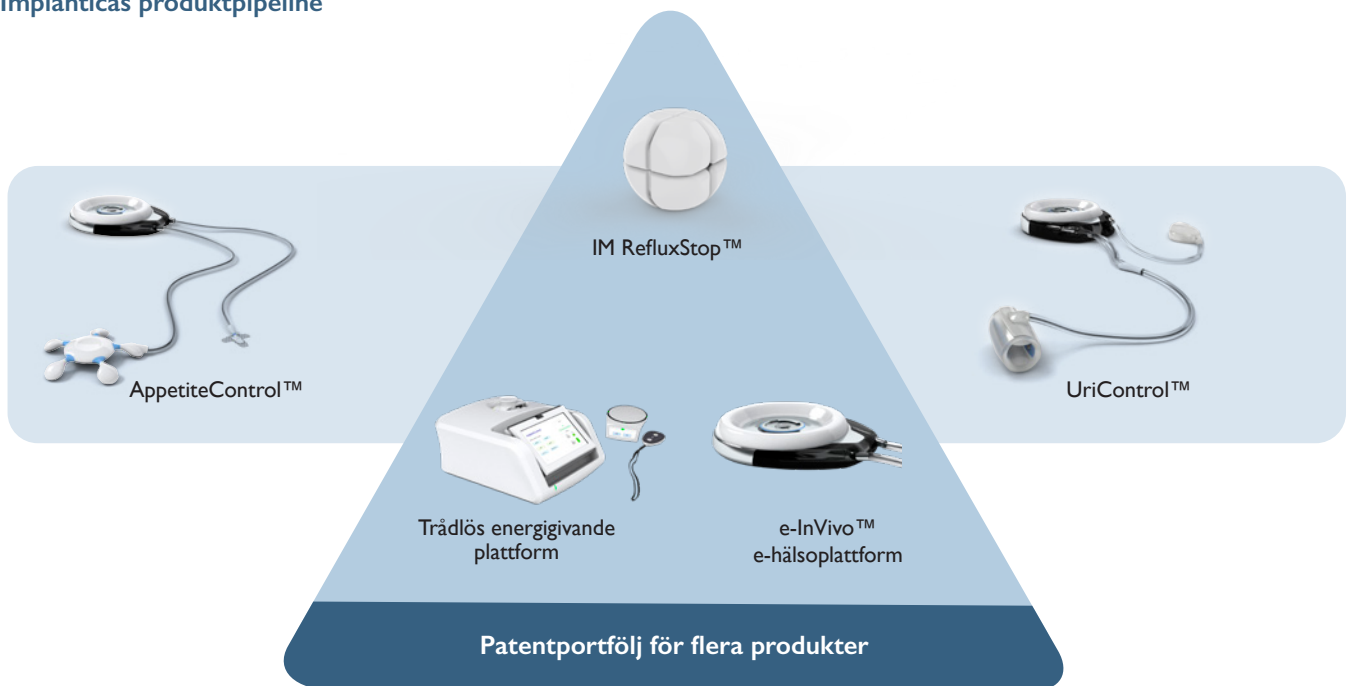 Implanticas produktpipeline
IM RefluxStop™
AppetiteControl™
UriControl™
Trådlös energigivande
plattform
e-InVivo™
e-hälsoplattform
Patentportfölj för flera produkter